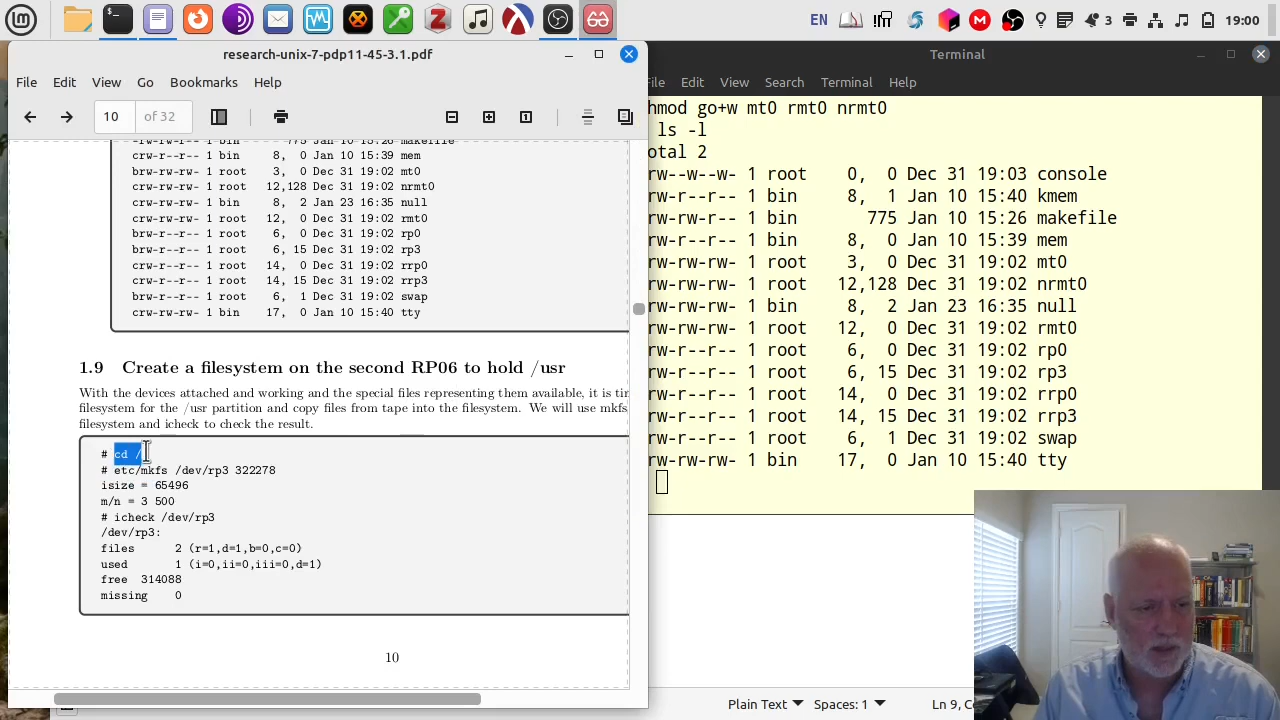 EN
3
19:00
research-unix-7-pdp11-45-3.1.pdf
File Edit View Go Bookmarks Help
10 of 32
-rw-rw-rw- 1 bin 775 Jan 10 15:26 makefile
crw-r--r-- 1 bin 8, 0 Jan 10 15:39 mem
brw-rw-rw- 1 root 3, 0 Dec 31 19:02 mt0
crw-rw-rw- 1 root 12,128 Dec 31 19:02 nrmt0
crw-rw-rw- 1 bin 8, 2 Jan 23 16:35 null
crw-rw-rw- 1 root 12, 0 Dec 31 19:02 rmt0
brw-r--r-- 1 root 6, 0 Dec 31 19:02 rp0
brw-r--r-- 1 root 6, 15 Dec 31 19:02 rp3
crw-r--r-- 1 root 14, 0 Dec 31 19:02 rrp0
crw-r--r-- 1 root 14, 15 Dec 31 19:02 rrp3
brw-r--r-- 1 root 6, 1 Dec 31 19:02 swap
crw-rw-rw- 1 bin 17, 0 Jan 10 15:40 tty
1.9 Create a filesystem on the second RP06 to hold /usr
With the devices attached and working and the special files representing them available, it is
filesystem for the /usr partition and copy files from tape into the filesystem. We will use mkfs
filesystem and icheck to check the result.
# cd /
# etc/mkfs /dev/rp3 322278
isize = 65496
m/n = 3 500
# icheck /dev/rp3
/dev/rp3:
files 2 (r=1,d=1,b=0,c=0)
used 1 (i=0,ii=0,iii=0,d=1)
free 314088
missing 0
10
Terminal
File Edit View Search Terminal Help
hmod go+w mt0 rmt0 nrmt0
ls -l
otal 2
rw--w--w- 1 root 0, 0 Dec 31 19:03 console
rw-r--r-- 1 bin 8, 1 Jan 10 15:40 kmem
rw-rw-rw- 1 bin 775 Jan 10 15:26 makefile
rw-r--r-- 1 bin 8, 0 Jan 10 15:39 mem
rw-rw-rw- 1 root 3, 0 Dec 31 19:02 mt0
rw-rw-rw- 1 root 12,128 Dec 31 19:02 nrmt0
rw-rw-rw- 1 bin 8, 2 Jan 23 16:35 null
rw-rw-rw- 1 root 12, 0 Dec 31 19:02 rmt0
rw-r--r-- 1 root 6, 0 Dec 31 19:02 rp0
rw-r--r-- 1 root 6, 15 Dec 31 19:02 rp3
rw-r--r-- 1 root 14, 0 Dec 31 19:02 rrp0
rw-r--r-- 1 root 14, 15 Dec 31 19:02 rrp3
rw-r--r-- 1 root 6, 1 Dec 31 19:02 swap
rw-rw-rw- 1 bin 17, 0 Jan 10 15:40 tty
Plain Text Spaces: 1 Ln 9, C